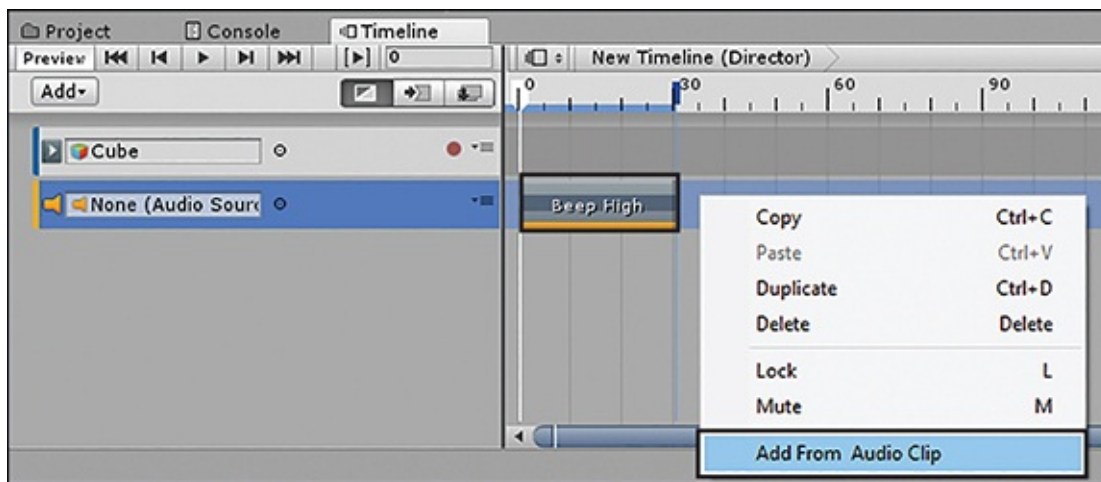 Project Console Timeline
Preview 0 New Timeline (Director)
Add 0 30 60 90
Cube
None (Audio Sourc Beep High
Copy Ctrl+C
Paste Ctrl+V
Duplicate Ctrl+D
Delete Delete
Lock L
Mute M
Add From Audio Clip